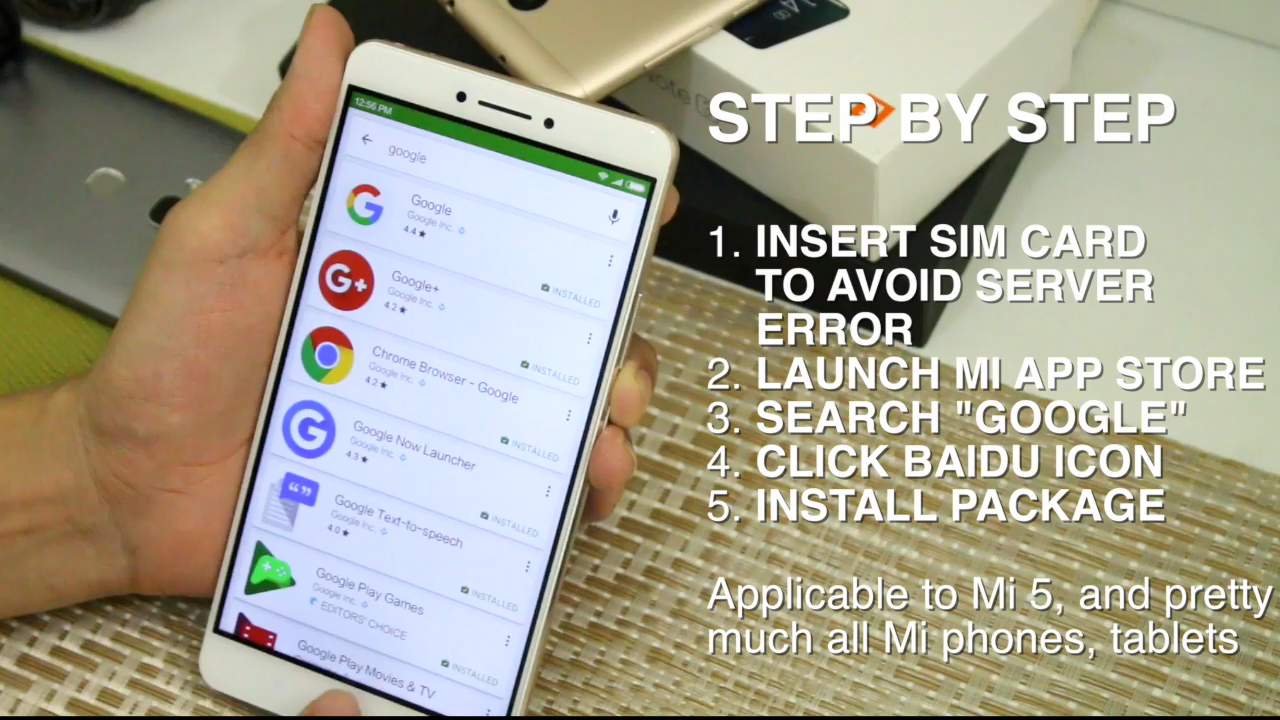 12:56 PM
google
Google
Google Inc.
4.4 ★
INSTALLED
Google+
Google Inc.
4.2 ★
INSTALLED
Chrome Browser - Google
Google Inc.
4.2 ★
INSTALLED
Google Now Launcher
Google Inc.
4.3 ★
INSTALLED
Google Text-to-speech
Google Inc.
4.0 ★
INSTALLED
Google Play Games
Google Inc.
EDITORS' CHOICE
INSTALLED
Google Play Movies & TV
STEP BY STEP
1. INSERT SIM CARD
TO AVOID SERVER
ERROR
2. LAUNCH MI APP STORE
3. SEARCH "GOOGLE"
4. CLICK BAIDU ICON
5. INSTALL PACKAGE
Applicable to Mi 5, and pretty
much all Mi phones, tablets